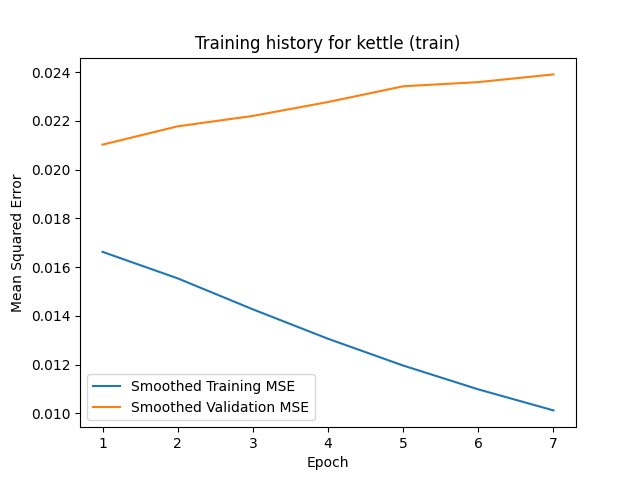 Training history for kettle (train)
Mean Squared Error
0.024
0.022
0.020
0.018
0.016
0.014
0.012
0.010
Smoothed Training MSE
Smoothed Validation MSE
1 2 3 4 5 6 7
Epoch